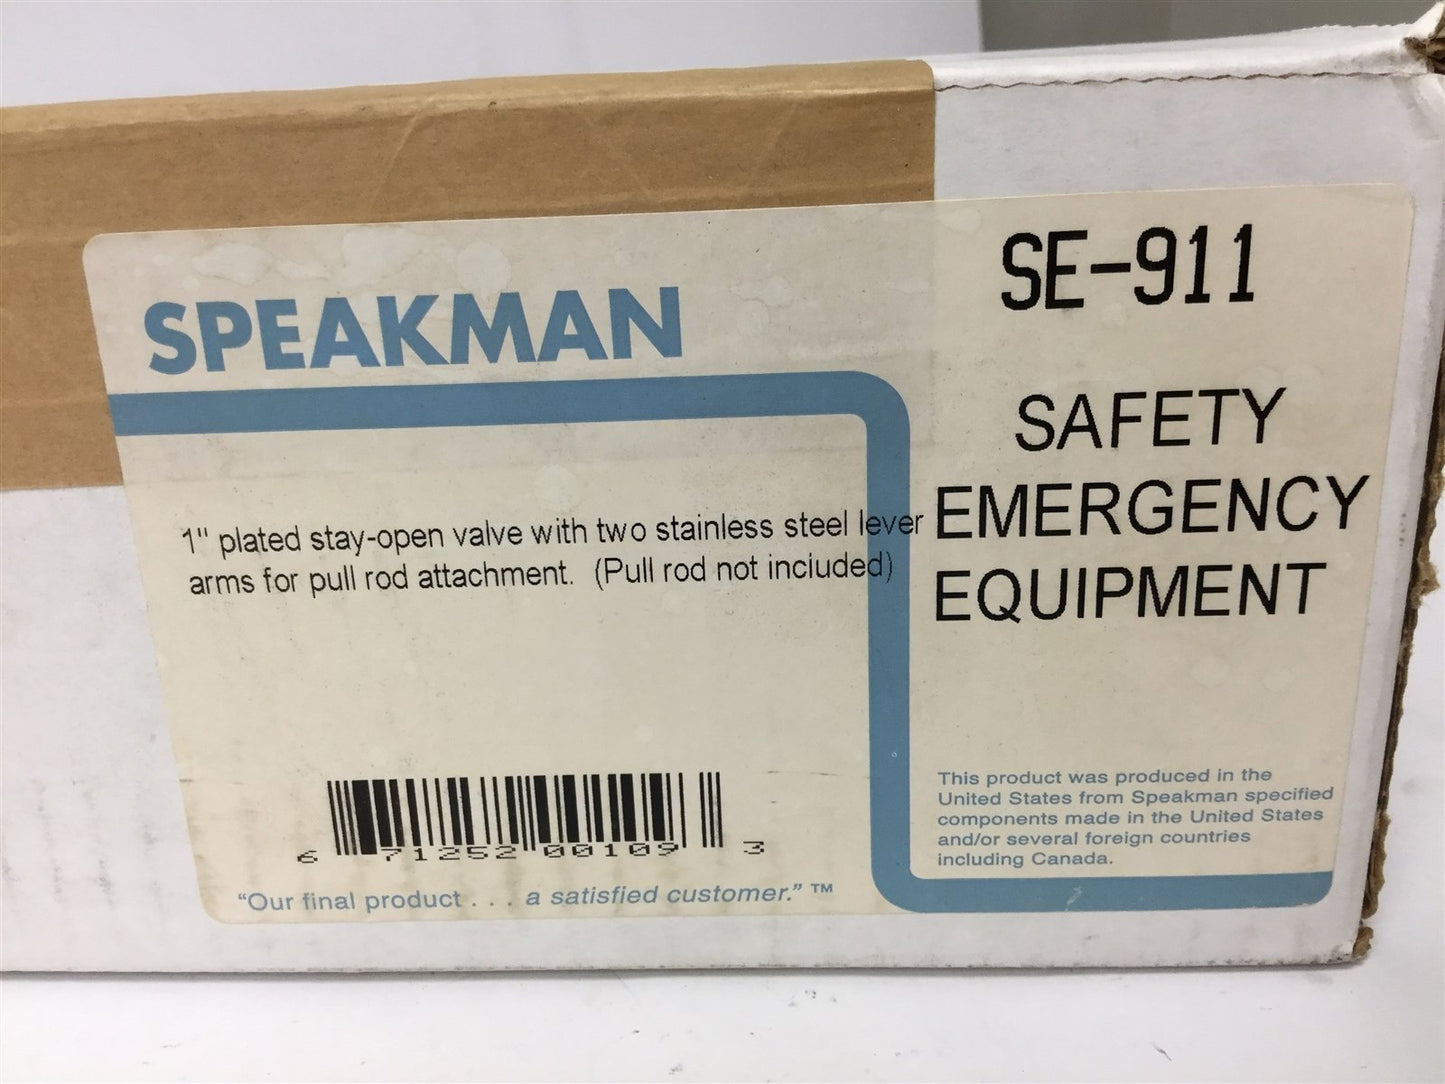 SE-911
SPEAKMAN
SAFETY
EMERGENCY
EQUIPMENT
1" plated stay-open valve with two stainless steel lever
arms for pull rod attachment.  (Pull rod not included)
This product was produced in the
United States from Speakman specified
components made in the United States
and/or several foreign countries
including Canada.
6 71252 00109 3
“Our final product . . . a satisfied customer.” ™